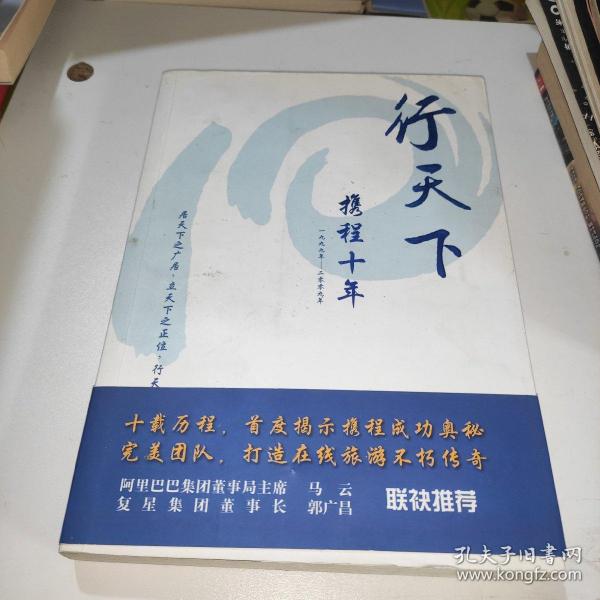 行天下
携程十年
一九九九年—二零零九年
居天下之广居，立天下之正位，行天
十载历程，首度揭示携程成功奥秘
完美团队，打造在线旅游不朽传奇
阿里巴巴集团董事局主席 马云
复星集团董事长 郭广昌
联袂推荐
孔夫子旧书网
www.kongfz.com